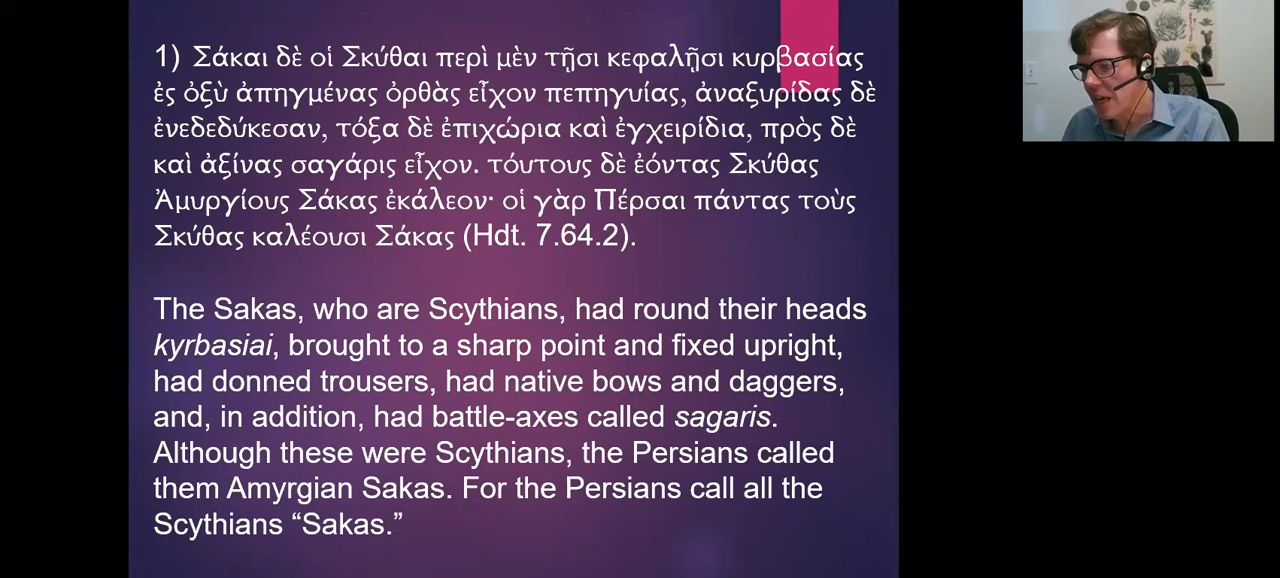 1) Σάκαι δὲ οἱ Σκύθαι περὶ μὲν τῇσι κεφαλῇσι κυρβασίας
ἐς ὀξὺ ἀπηγμένας ὀρθὰς εἶχον πεπηγυίας, ἀναξυρίδας δὲ
ἐνεδεδύκεσαν, τόξα δὲ ἐπιχώρια καὶ ἐγχειρίδια, πρὸς δὲ
καὶ ἀξίνας σαγάρις εἶχον. τόυτους δὲ ἐόντας Σκύθας
Ἀμυργίους Σάκας ἐκάλεον· οἱ γὰρ Πέρσαι πάντας τοὺς
Σκύθας καλέουσι Σάκας (Hdt. 7.64.2).
The Sakas, who are Scythians, had round their heads
kyrbasiai, brought to a sharp point and fixed upright,
had donned trousers, had native bows and daggers,
and, in addition, had battle-axes called sagaris.
Although these were Scythians, the Persians called
them Amyrgian Sakas. For the Persians call all the
Scythians “Sakas.”